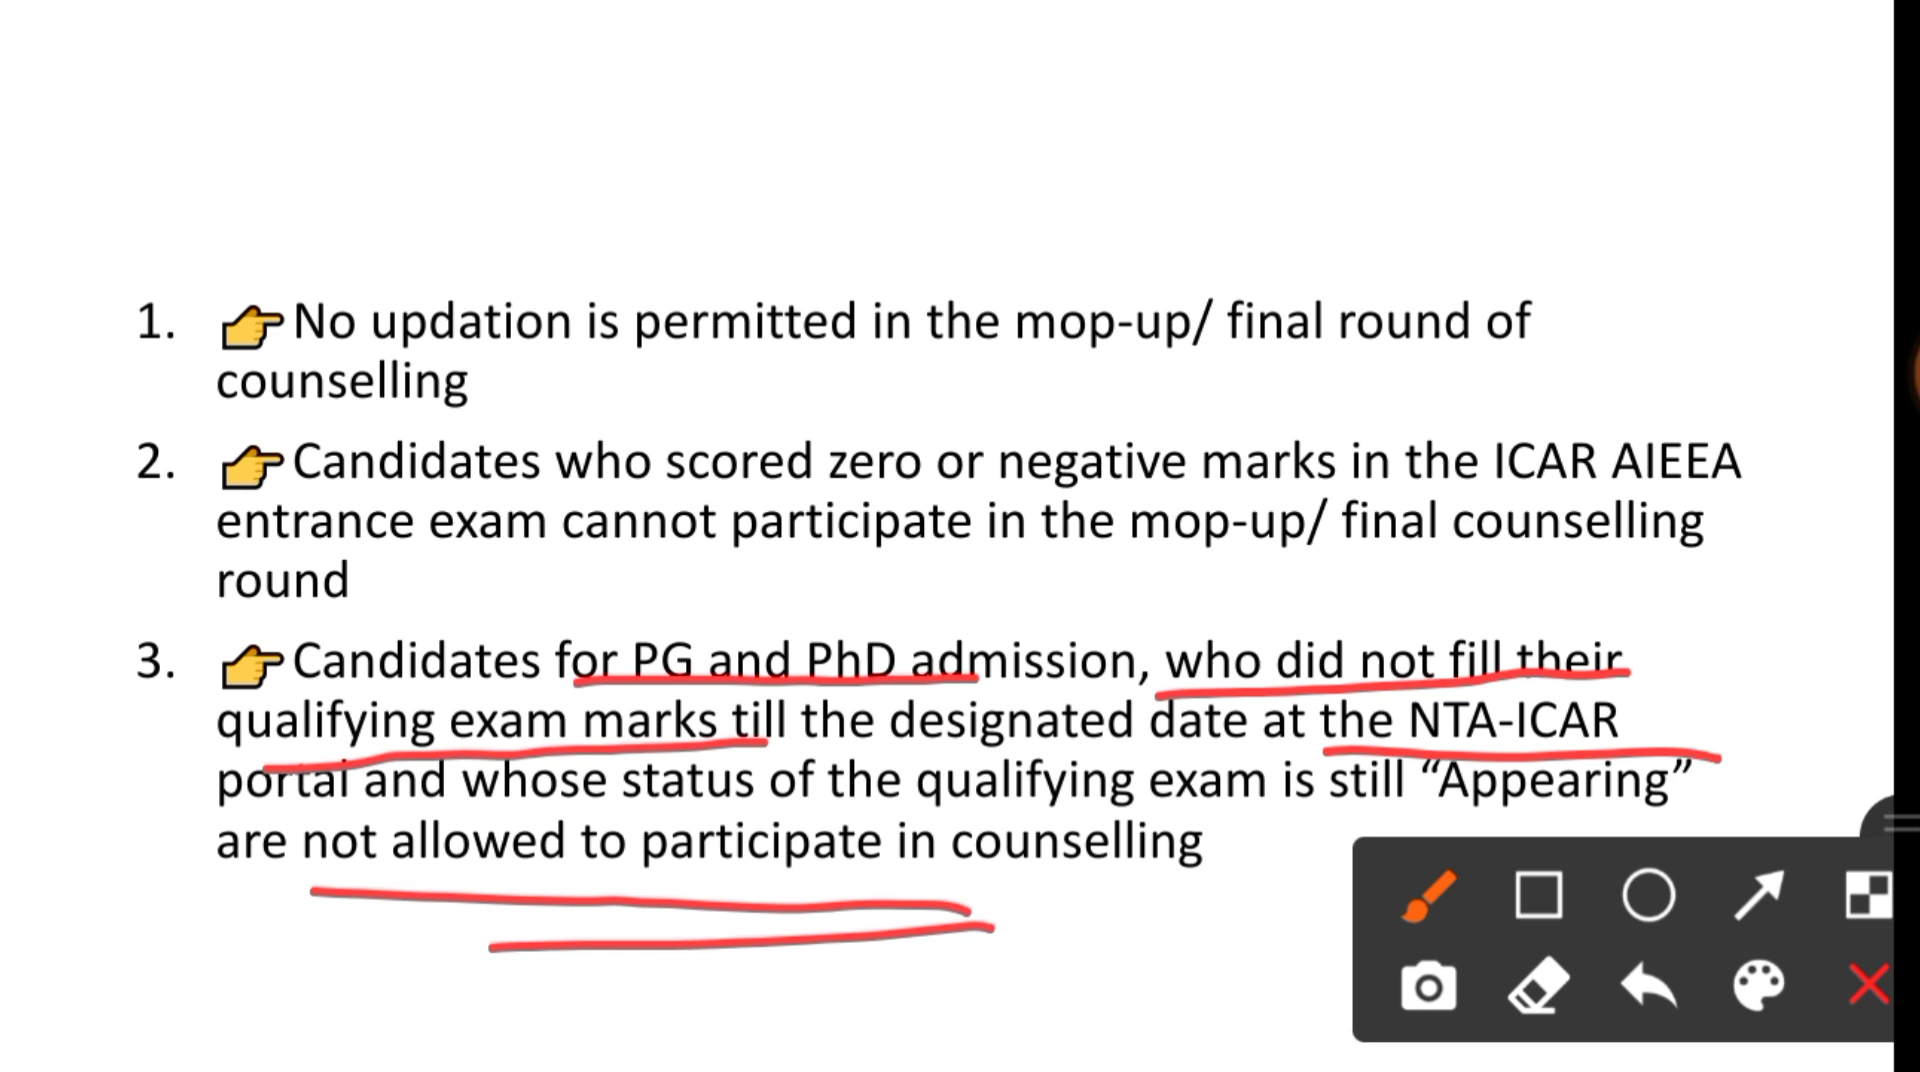 1. 👉No updation is permitted in the mop-up/ final round of
counselling
2. 👉Candidates who scored zero or negative marks in the ICAR AIEEA
entrance exam cannot participate in the mop-up/ final counselling
round
3. 👉Candidates for PG and PhD admission, who did not fill their
qualifying exam marks till the designated date at the NTA-ICAR
portal and whose status of the qualifying exam is still “Appearing”
are not allowed to participate in counselling